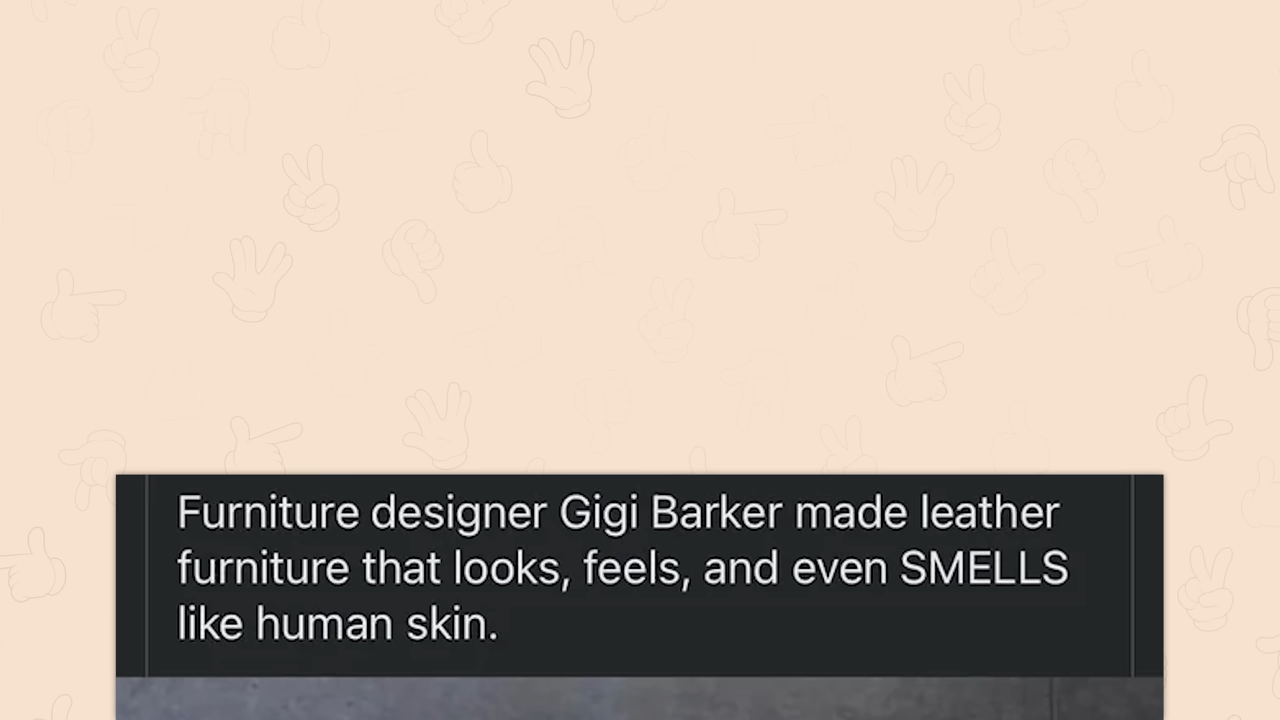 Furniture designer Gigi Barker made leather
furniture that looks, feels, and even SMELLS
like human skin.